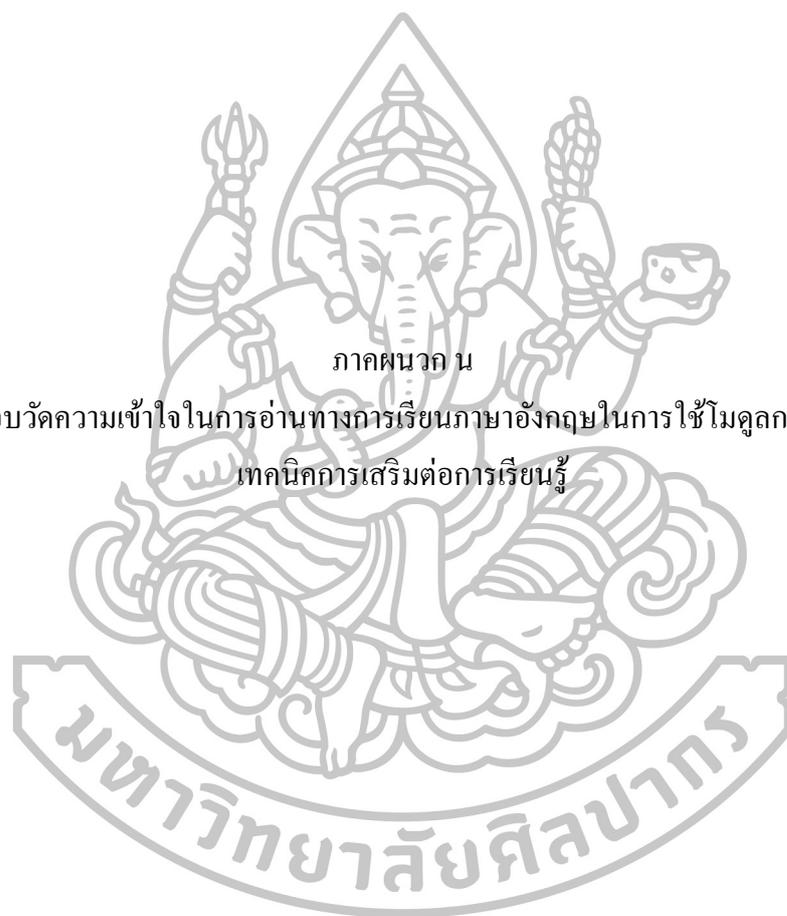 ภาคผนวก น
บวัดความเข้าใจในการอ่านทางการเรียนภาษาอังกฤษในการใช้โมดูลก
เทคนิคการเสริมต่อการเรียนรู้
มหาวิทยาลัยศิลปากร